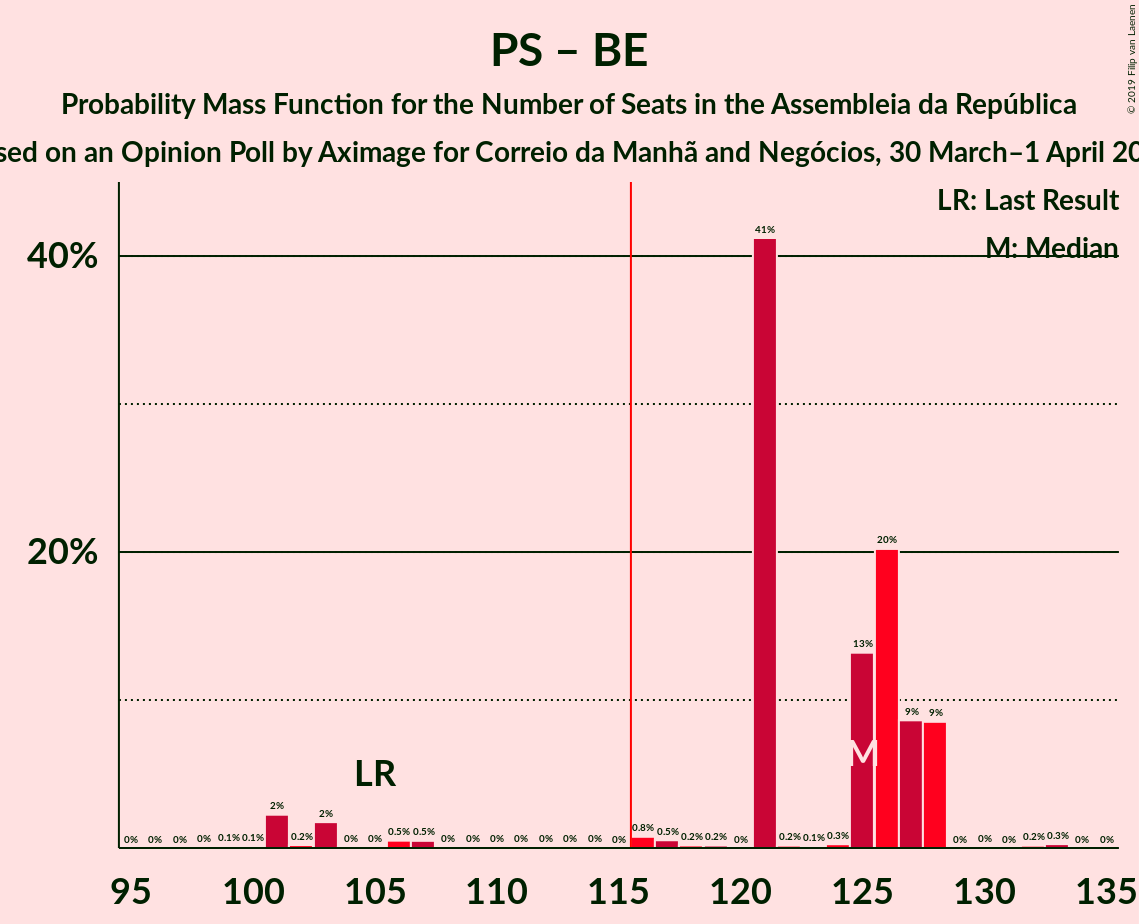 © 2019 Filip van Laenen
PS – BE
Probability Mass Function for the Number of Seats in the Assembleia da República
sed on an Opinion Poll by Aximage for Correio da Manhã and Negócios, 30 March–1 April 20
LR: Last Result
M: Median
41%
40%
20%
20%
13%
9% 9%
M
LR
2% 2%
0% 0% 0% 0% 0.1% 0.1% 0.2% 0% 0% 0.5% 0.5% 0% 0% 0% 0% 0% 0% 0% 0% 0.8% 0.5% 0.2% 0.2% 0% 0.2% 0.1% 0.3% 0% 0% 0% 0.2% 0.3% 0% 0%
95 100 105 110 115 120 125 130 135